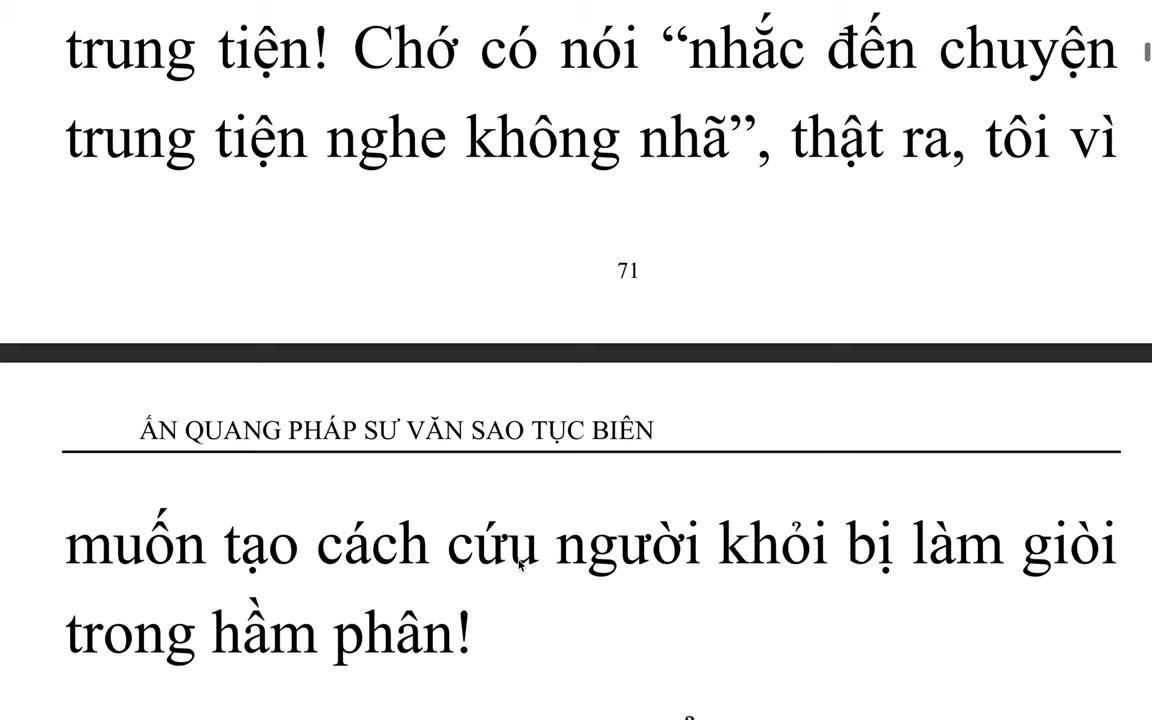 trung tiện! Chớ có nói “nhắc đến chuyện
trung tiện nghe không nhã”, thật ra, tôi vì
71
ẤN QUANG PHÁP SƯ VĂN SAO TỤC BIÊN
muốn tạo cách cứu người khỏi bị làm giòi
trong hầm phân!